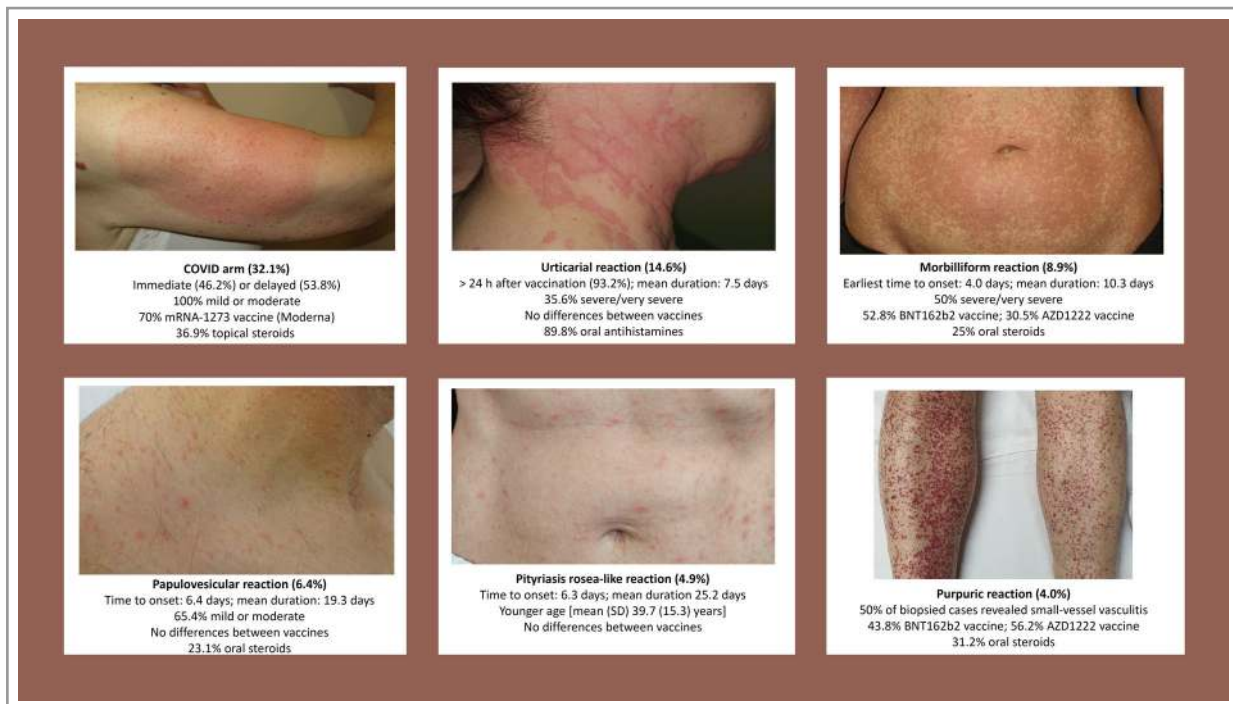 COVID arm (32.1%)
Immediate (46.2%) or delayed (53.8%)
100% mild or moderate
70% mRNA-1273 vaccine (Moderna)
36.9% topical steroids
Urticarial reaction (14.6%)
> 24 h after vaccination (93.2%); mean duration: 7.5 days
35.6% severe/very severe
No differences between vaccines
89.8% oral antihistamines
Morbilliform reaction (8.9%)
Earliest time to onset: 4.0 days; mean duration: 10.3 days
50% severe/very severe
52.8% BNT162b2 vaccine; 30.5% AZD1222 vaccine
25% oral steroids
Papulovesicular reaction (6.4%)
Time to onset: 6.4 days; mean duration: 19.3 days
65.4% mild or moderate
No differences between vaccines
23.1% oral steroids
Pityriasis rosea-like reaction (4.9%)
Time to onset: 6.3 days; mean duration 25.2 days
Younger age [mean (SD) 39.7 (15.3) years]
No differences between vaccines
Purpuric reaction (4.0%)
50% of biopsied cases revealed small-vessel vasculitis
43.8% BNT162b2 vaccine; 56.2% AZD1222 vaccine
31.2% oral steroids